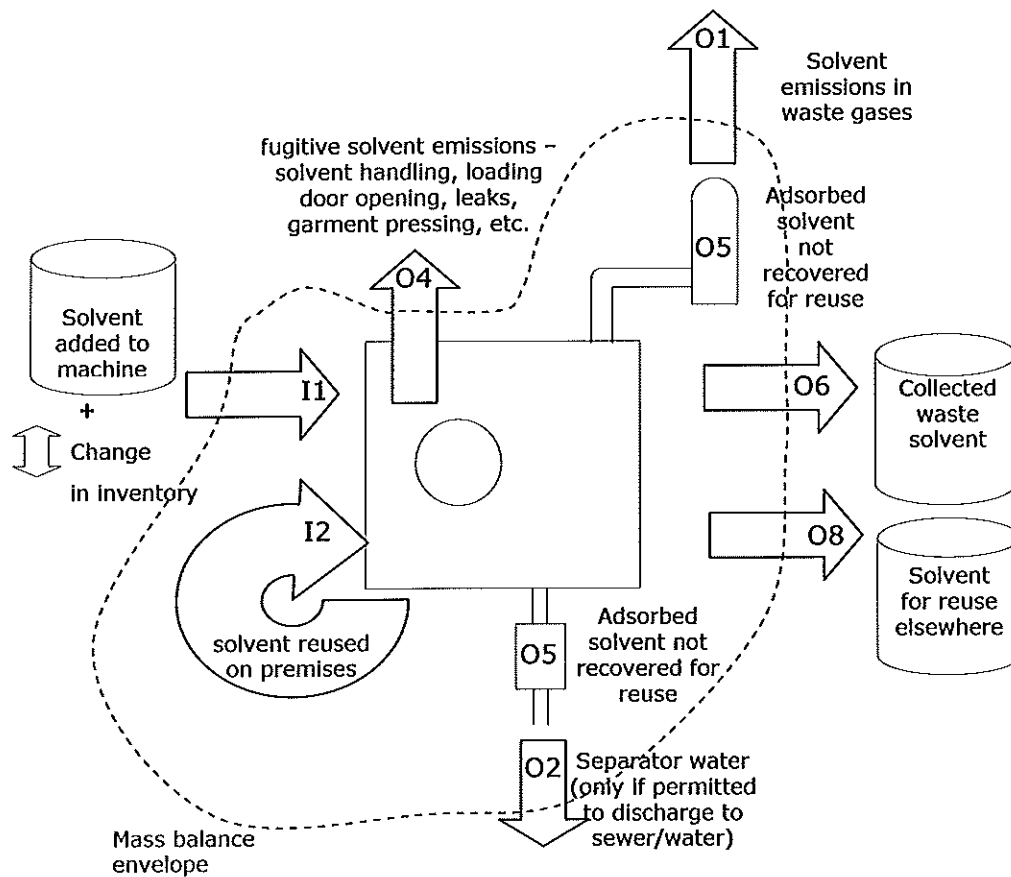 O1
Solvent
emissions in
waste gases
fugitive solvent emissions –
solvent handling, loading
door opening, leaks,
garment pressing, etc.
Adsorbed
solvent
not
recovered
for reuse
O5
O4
Solvent
added to
machine
+
Change
in inventory
I1
O6
Collected
waste
solvent
I2
O8
Solvent
for reuse
elsewhere
solvent reused
on premises
O5
Adsorbed
solvent not
recovered for
reuse
O2
Separator water
(only if permitted
to discharge to
sewer/water)
Mass balance
envelope